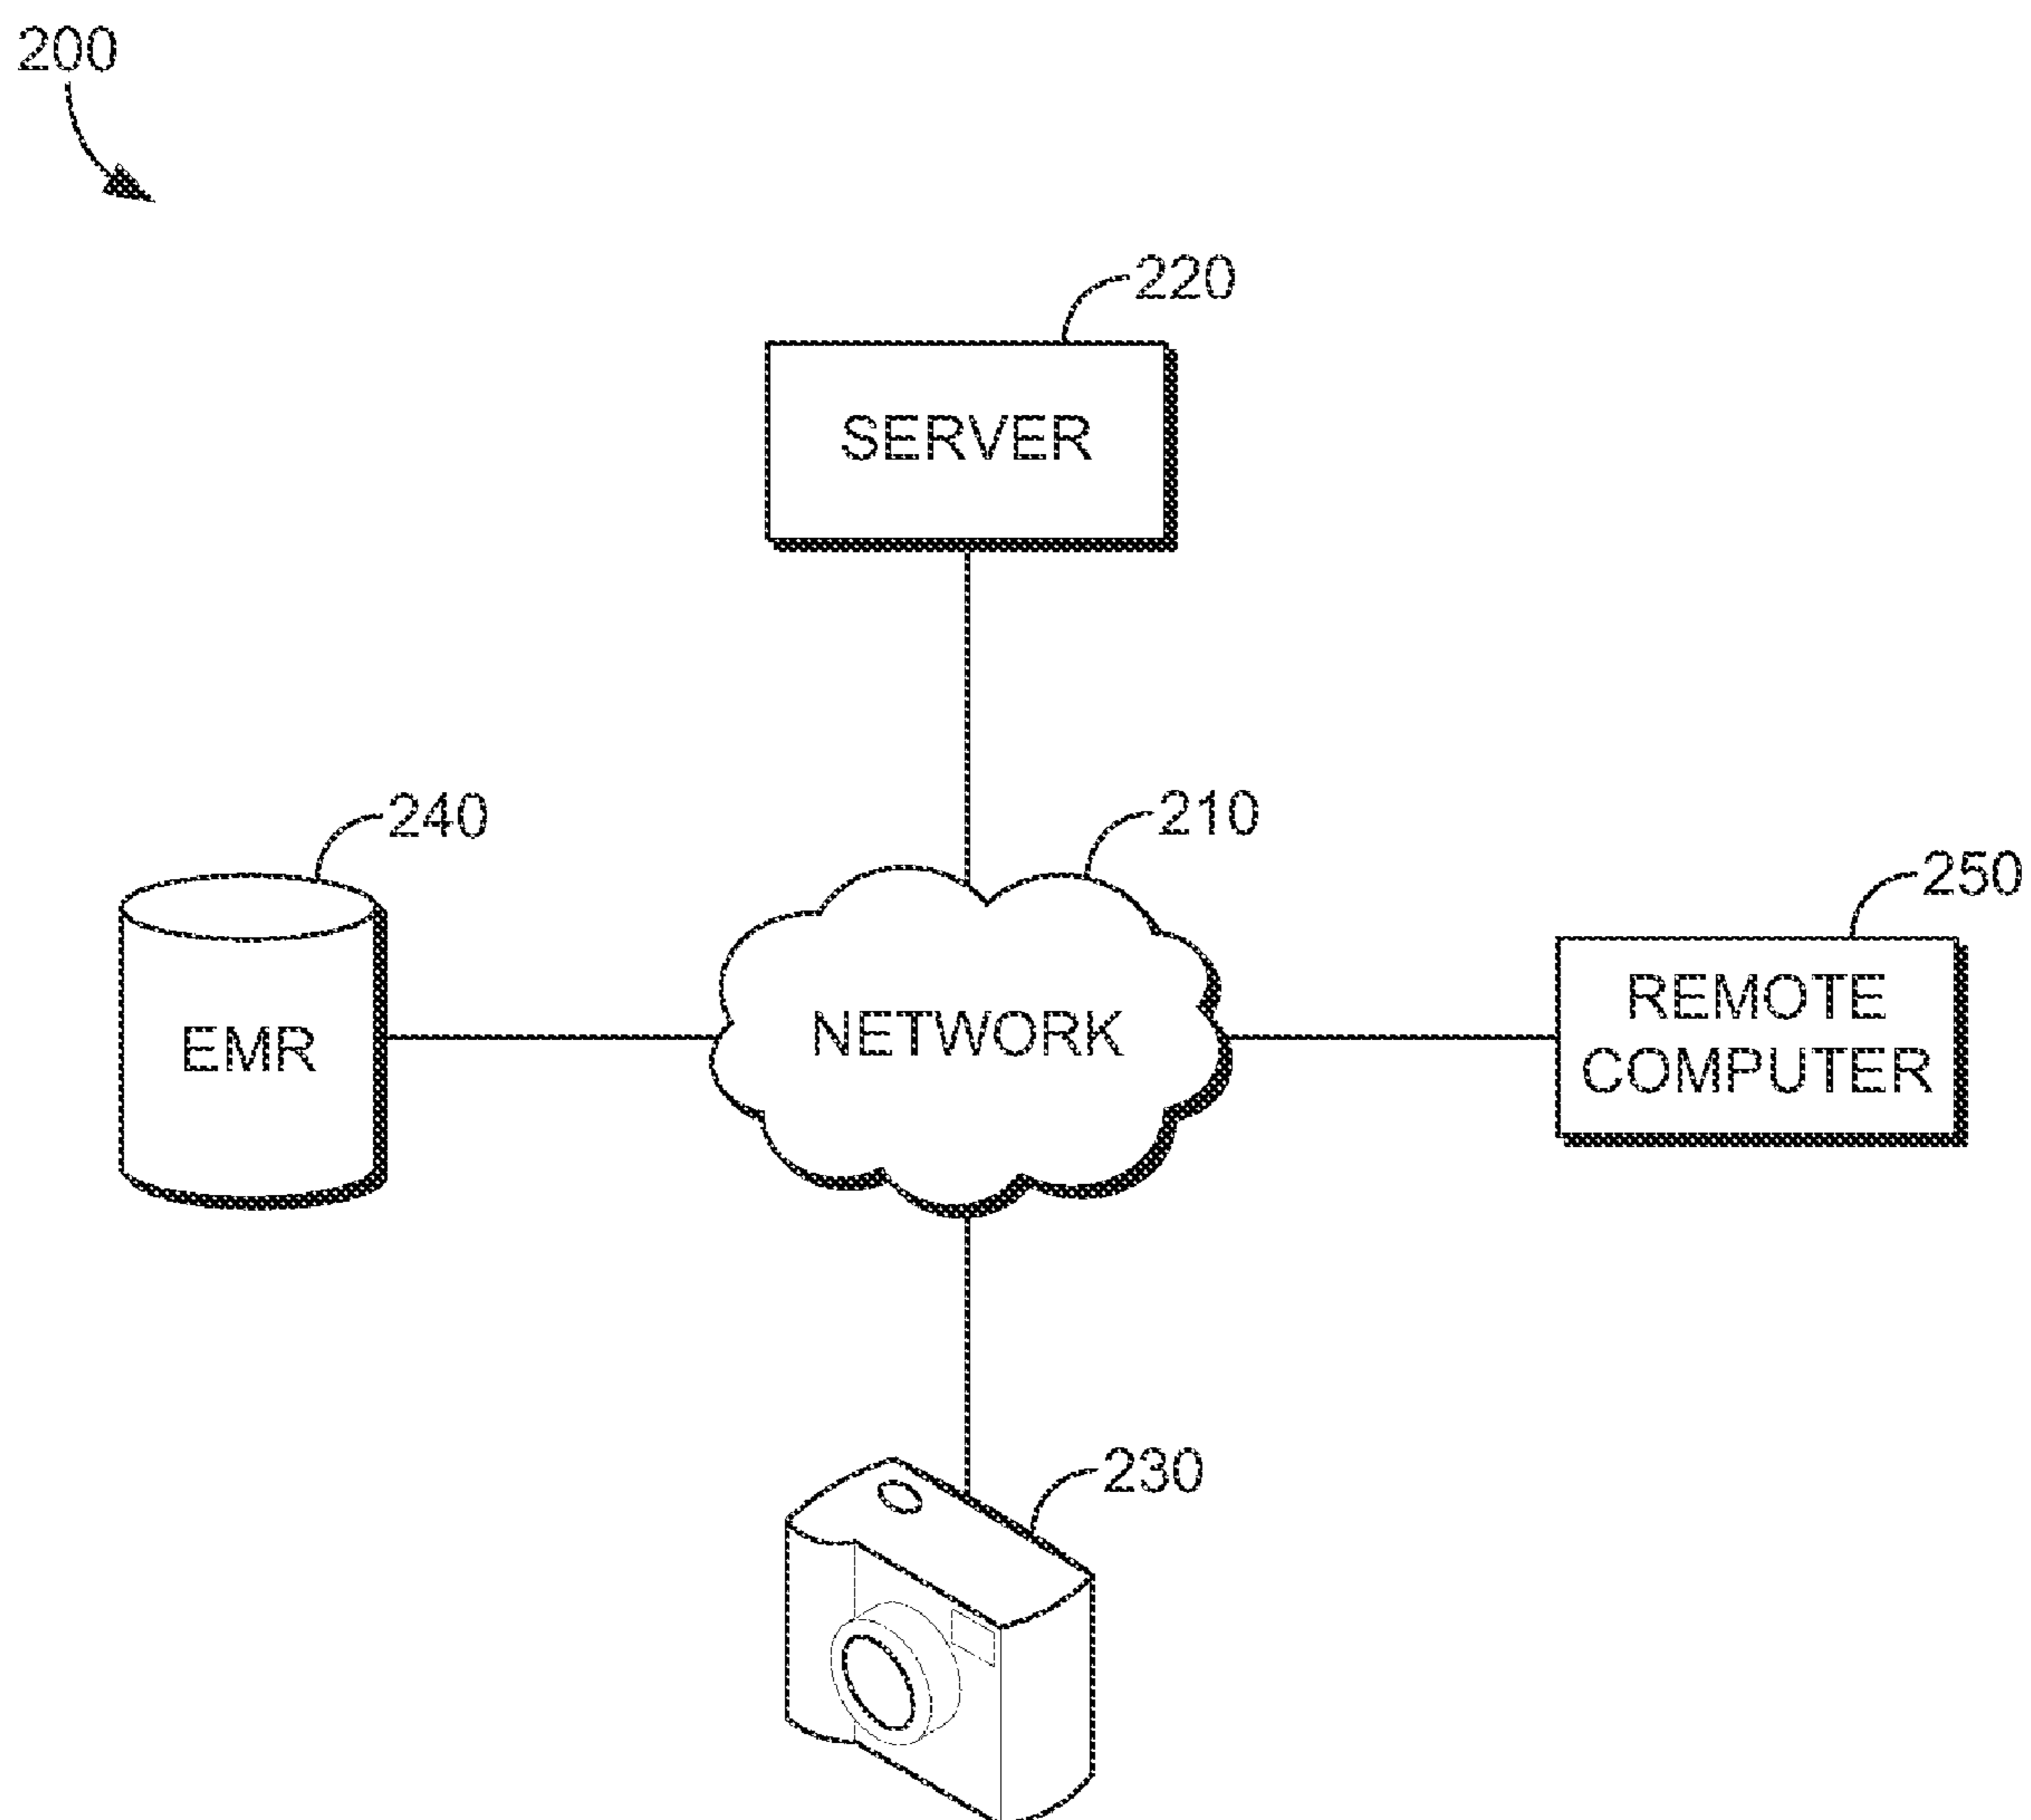 200
220
SERVER
240
210
250
EMR
NETWORK
REMOTE
COMPUTER
230